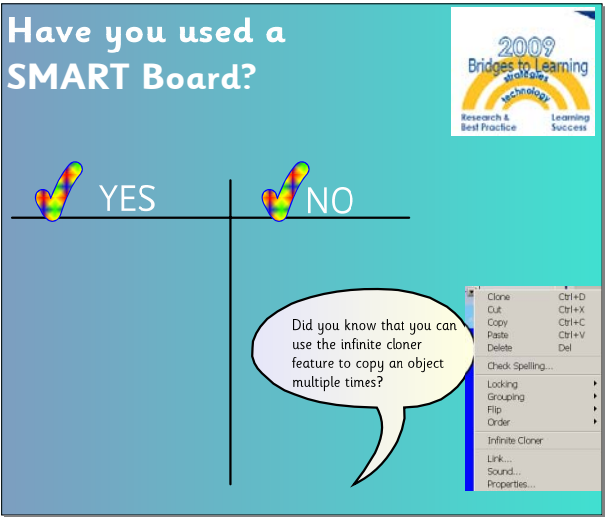 Have you used a
SMART Board?
2009
Bridges to Learning
strategies
technology
Research &
Best Practice
Learning
Success
YES
NO
Did you know that you can
use the infinite cloner
feature to copy an object
multiple times?
Clone Ctrl+D
Cut Ctrl+X
Copy Ctrl+C
Paste Ctrl+V
Delete Del
Check Spelling...
Locking
Grouping
Flip
Order
Infinite Cloner
Link...
Sound...
Properties...